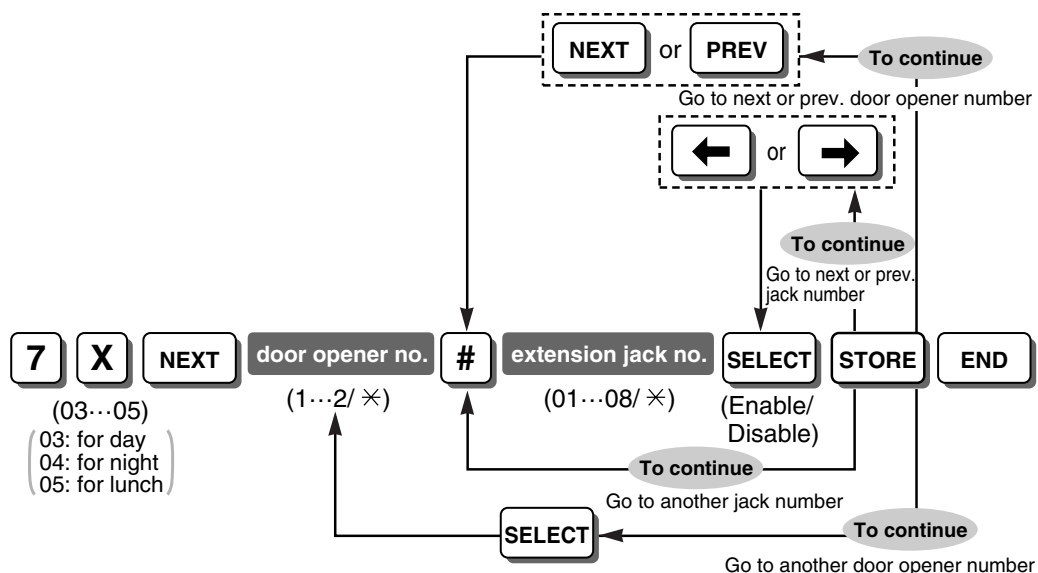 NEXT or PREV
To continue
Go to next or prev. door opener number
or
To continue
Go to next or prev.
jack number
7 X NEXT door opener no. # extension jack no. SELECT STORE END
(03⋯05)
(1⋯2/ ✳)
(01⋯08/ ✳)
(Enable/
Disable)
03: for day
04: for night
05: for lunch
To continue
Go to another jack number
SELECT
To continue
Go to another door opener number